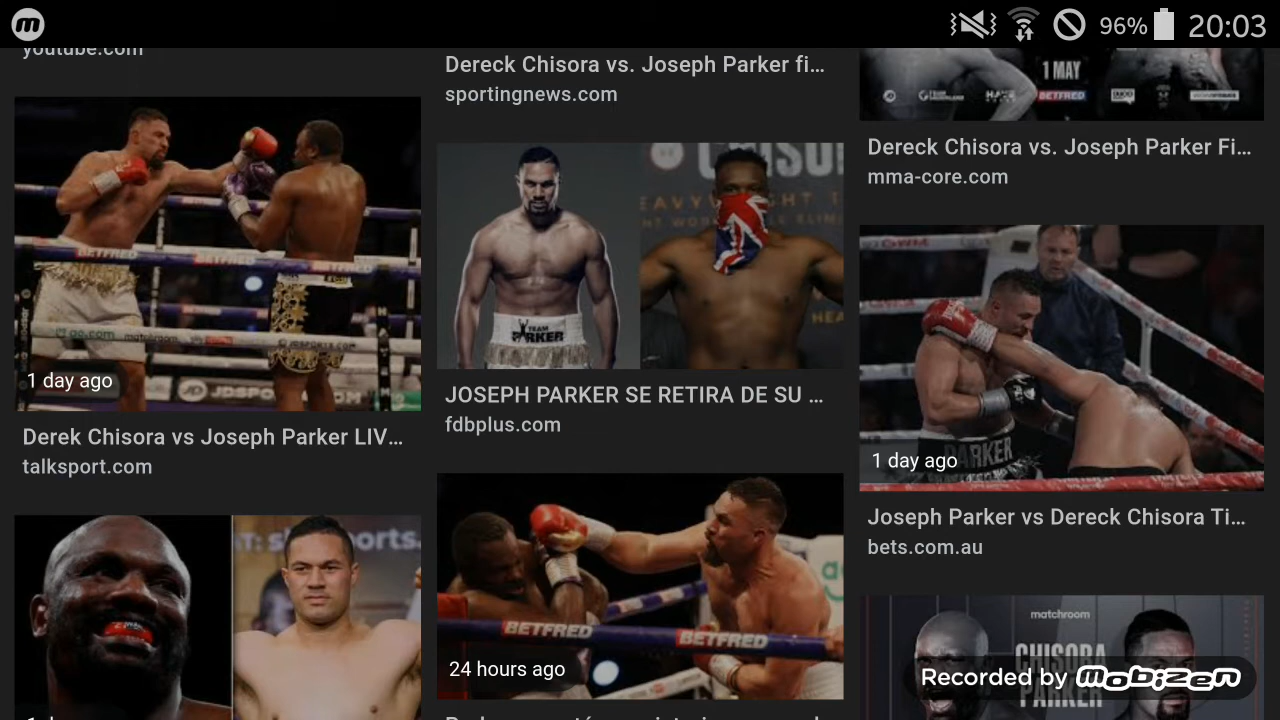 m
96% 20:03
youtube.com
1 day ago
Derek Chisora vs Joseph Parker LIV...
talksport.com
Dereck Chisora vs. Joseph Parker fi...
sportingnews.com
TEAM
PARKER
JOSEPH PARKER SE RETIRA DE SU ...
fdbplus.com
BETFRED
BETFRED
24 hours ago
1 MAY
BETFRED
Dereck Chisora vs. Joseph Parker Fi...
mma-core.com
PARKER
1 day ago
Joseph Parker vs Dereck Chisora Ti...
bets.com.au
matchroom
CHISORA
PARKER
Recorded by mobizen